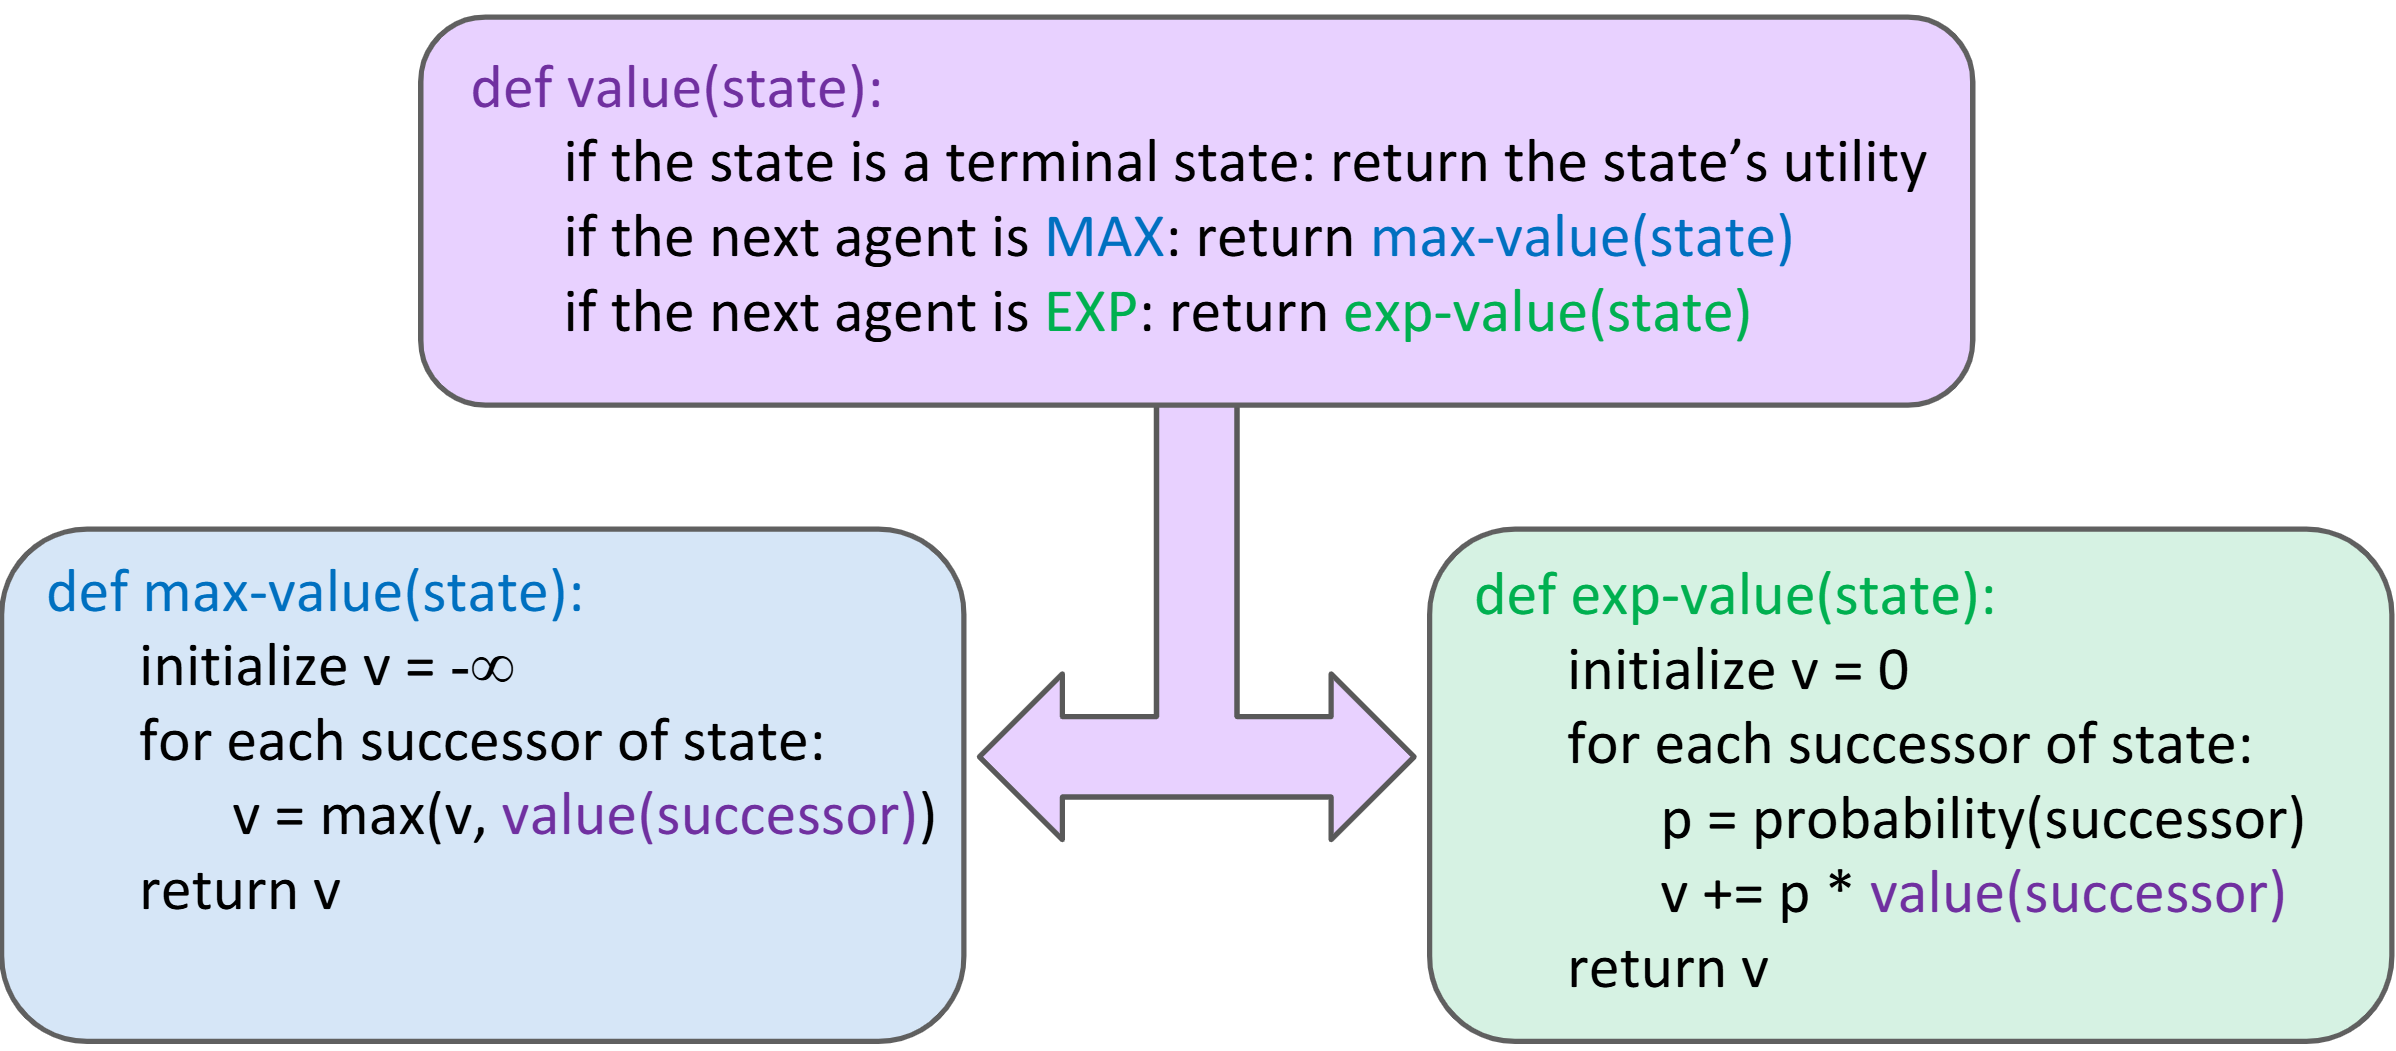 def value(state):
if the state is a terminal state: return the state’s utility
if the next agent is MAX: return max-value(state)
if the next agent is EXP: return exp-value(state)
def max-value(state):
initialize v = -∞
for each successor of state:
v = max(v, value(successor))
return v
def exp-value(state):
initialize v = 0
for each successor of state:
p = probability(successor)
v += p * value(successor)
return v